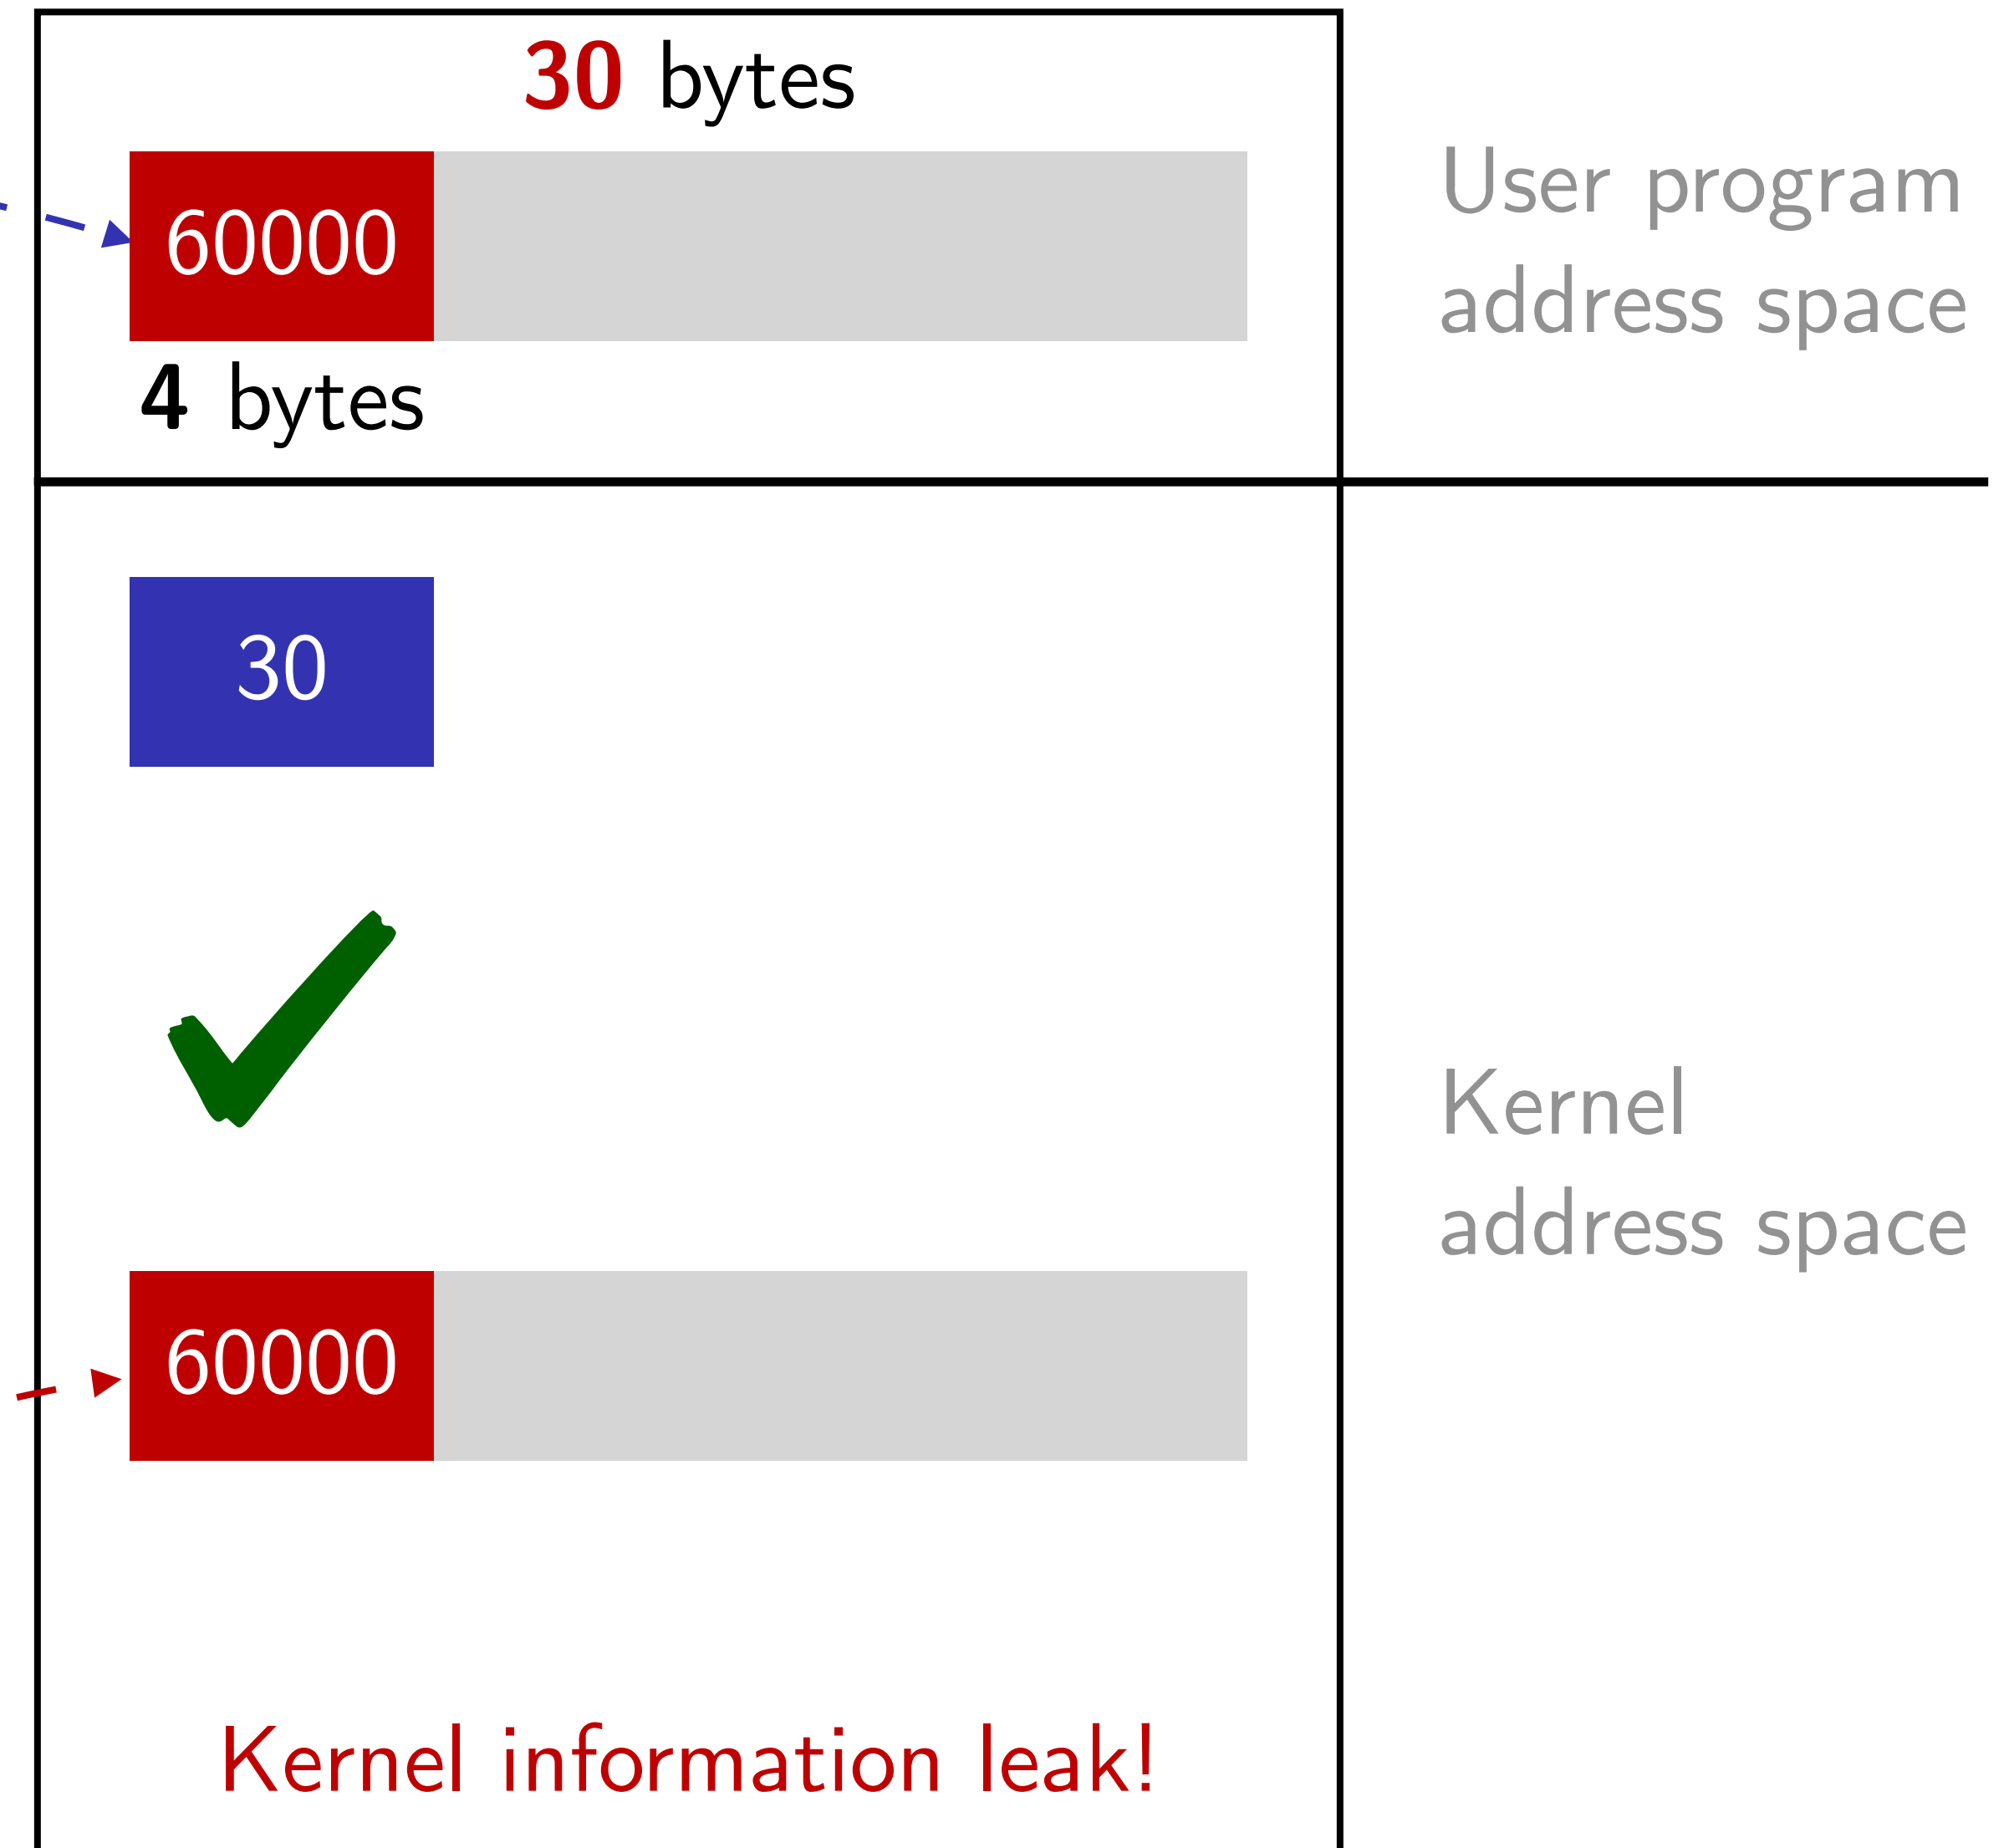 30 bytes
60000
User program
address space
4 bytes
30
Kernel
address space
60000
Kernel information leak!